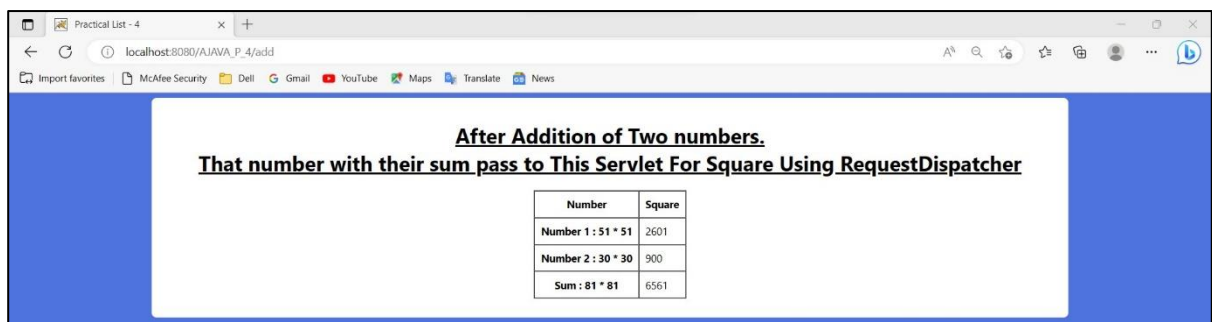 Practical List - 4
localhost:8080/AJAVA_P_4/add
Import favorites McAfee Security Dell Gmail YouTube Maps Translate News
After Addition of Two numbers.
That number with their sum pass to This Servlet For Square Using RequestDispatcher
Number Square
Number 1 : 51 * 51 2601
Number 2 : 30 * 30 900
Sum : 81 * 81 6561